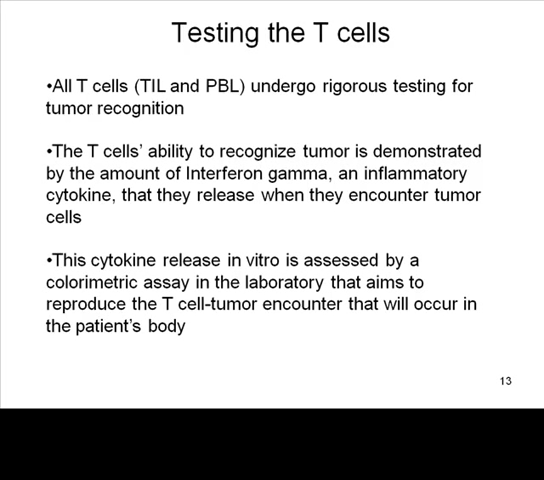 Testing the T cells
•All T cells (TIL and PBL) undergo rigorous testing for
tumor recognition
•The T cells' ability to recognize tumor is demonstrated
by the amount of Interferon gamma, an inflammatory
cytokine, that they release when they encounter tumor
cells
•This cytokine release in vitro is assessed by a
colorimetric assay in the laboratory that aims to
reproduce the T cell-tumor encounter that will occur in
the patient's body
13